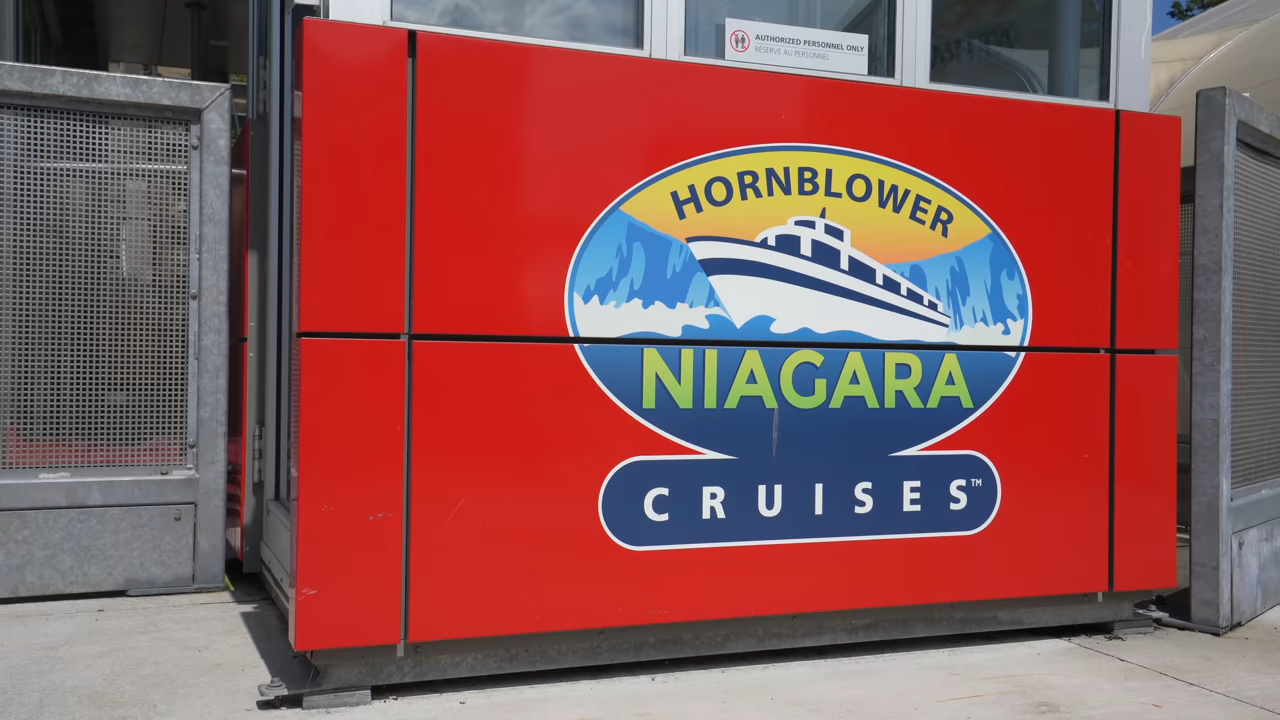 AUTHORIZED PERSONNEL ONLY
RÉSERVÉ AU PERSONNEL
HORNBLOWER
NIAGARA
CRUISES™